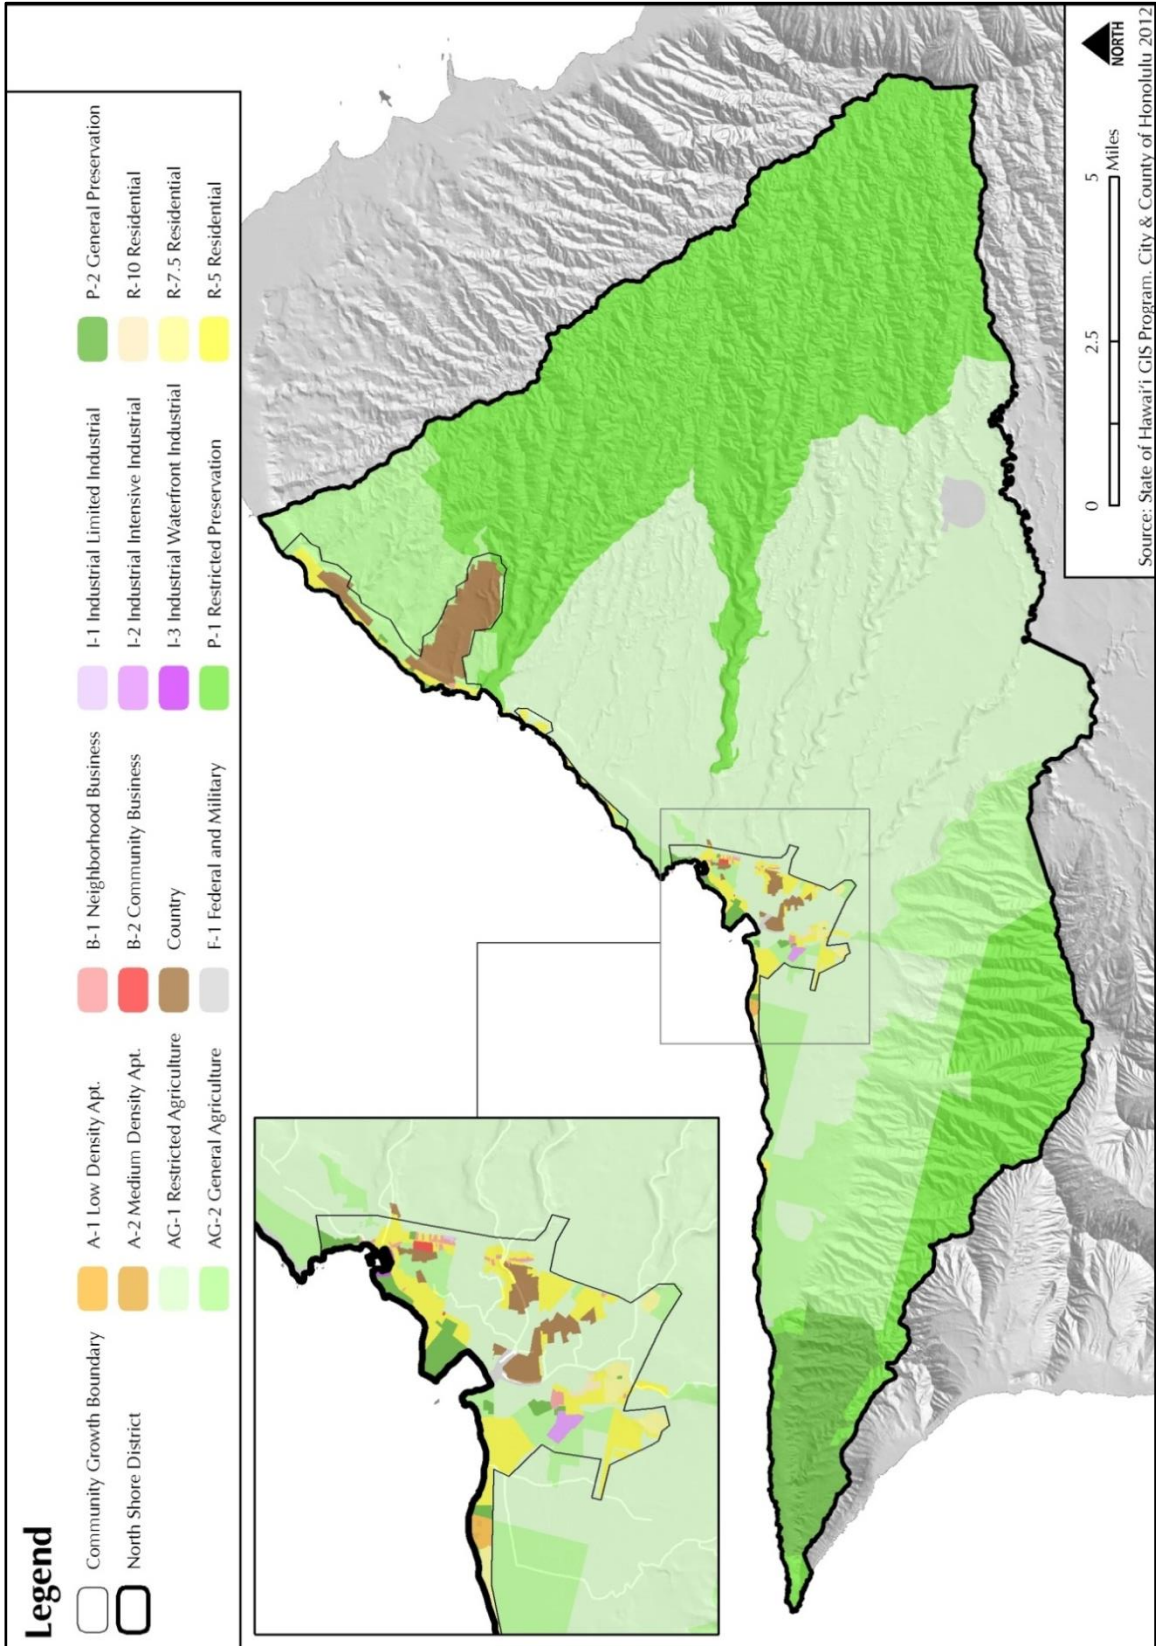 Legend
Community Growth Boundary
North Shore District
A-1 Low Density Apt.
A-2 Medium Density Apt.
AG-1 Restricted Agriculture
AG-2 General Agriculture
B-1 Neighborhood Business
B-2 Community Business
Country
F-1 Federal and Military
I-1 Industrial Limited Industrial
I-2 Industrial Intensive Industrial
I-3 Industrial Waterfront Industrial
P-1 Restricted Preservation
P-2 General Preservation
R-10 Residential
R-7.5 Residential
R-5 Residential
NORTH
0 2.5 5
Miles
Source: State of Hawai'i GIS Program, City & County of Honolulu 2012